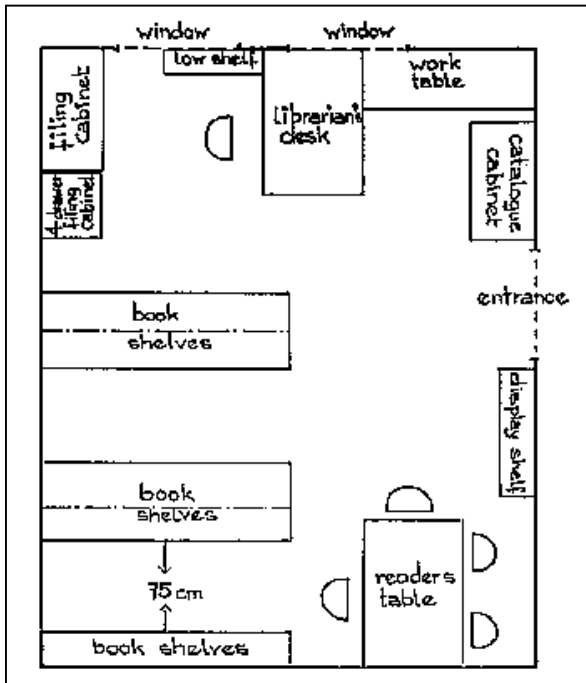 window
window
low shelf
work
table
filing
cabinet
librarian's
desk
catalogue
cabinet
4 drawer
filing
cabinet
entrance
book
shelves
display shelf
book
shelves
75 cm
readers
table
book shelves